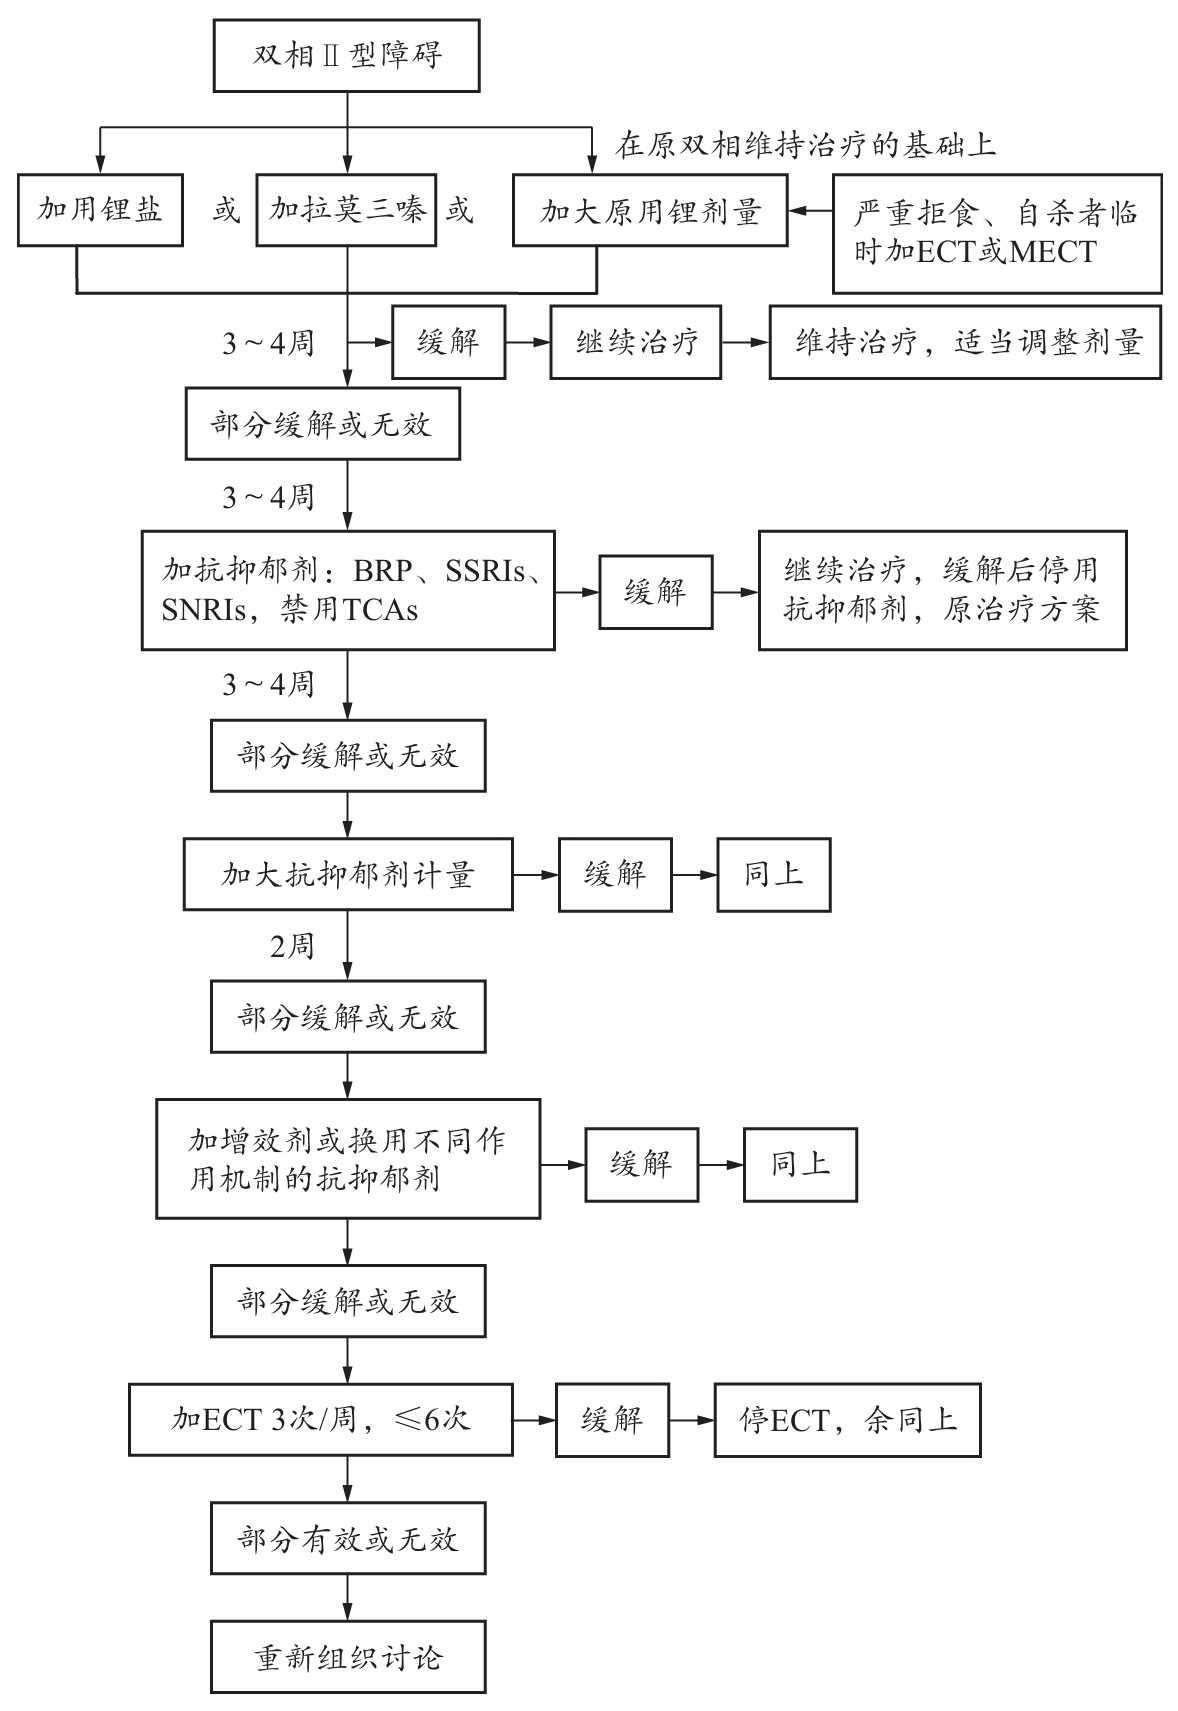 双相Ⅱ型障碍
在原双相维持治疗的基础上
加用锂盐
或
加拉莫三嗪
或
加大原用锂剂量
严重拒食、自杀者临
时加ECT或MECT
3～4周
缓解
继续治疗
维持治疗，适当调整剂量
部分缓解或无效
3～4周
加抗抑郁剂：BRP、SSRIs、
SNRIs，禁用TCAs
缓解
继续治疗，缓解后停用
抗抑郁剂，原治疗方案
3～4周
部分缓解或无效
加大抗抑郁剂计量
缓解
同上
2周
部分缓解或无效
加增效剂或换用不同作
用机制的抗抑郁剂
缓解
同上
部分缓解或无效
加ECT 3次/周，≤6次
缓解
停ECT，余同上
部分有效或无效
重新组织讨论